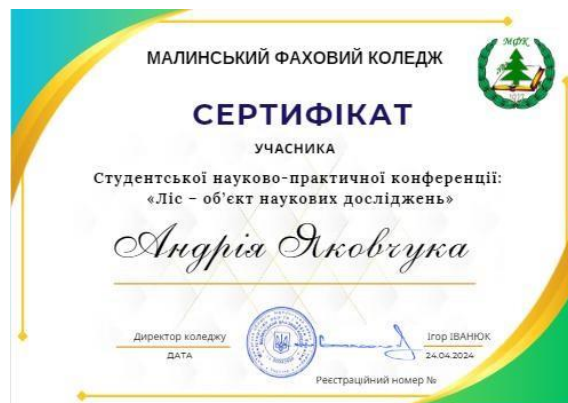 МАЛИНСЬКИЙ ФАХОВИЙ КОЛЕДЖ
МФК
СЕРТИФІКАТ
УЧАСНИКА
Студентської науково-практичної конференції:
«Ліс – об'єкт наукових досліджень»
Андрія Яковчука
Директор коледжу
Ігор ІВАНЮК
ДАТА
24.04.2024
Реєстраційний номер №